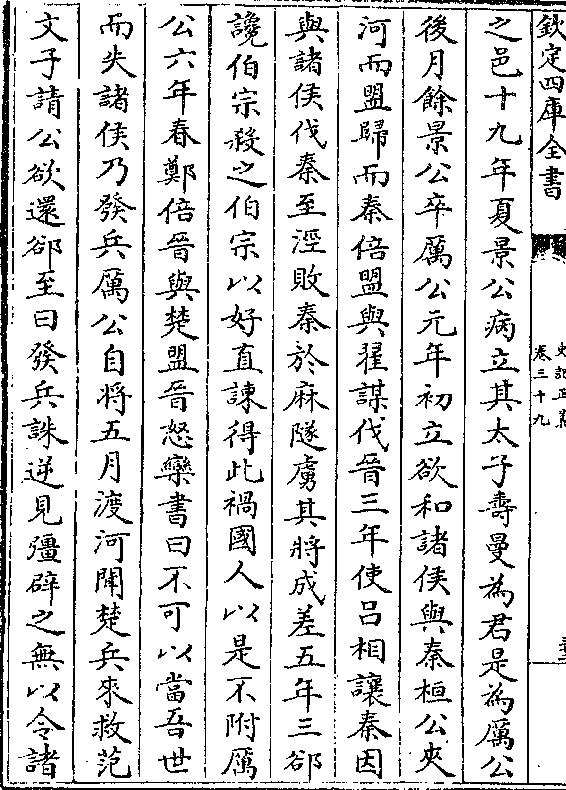 欽定四庫全書
史記正義
卷三十九
之邑十九年夏景公病立其太子壽曼為君是為厲公
後月餘景公卒厲公元年初立欲和諸侯與秦桓公夾
河而盟歸而秦倍盟與翟謀伐晉三年使吕相讓秦因
與諸侯伐秦至涇敗秦於麻隧虜其將成差五年三郤
讒伯宗殺之伯宗以好直諫得此禍國人以是不附厲
公六年春鄭倍晉與楚盟晉怒欒書曰不可以當吾世
而失諸侯乃發兵厲公自將五月渡河聞楚兵來救范
文子請公欲還郤至曰發兵誅逆見彊辟之無以令諸